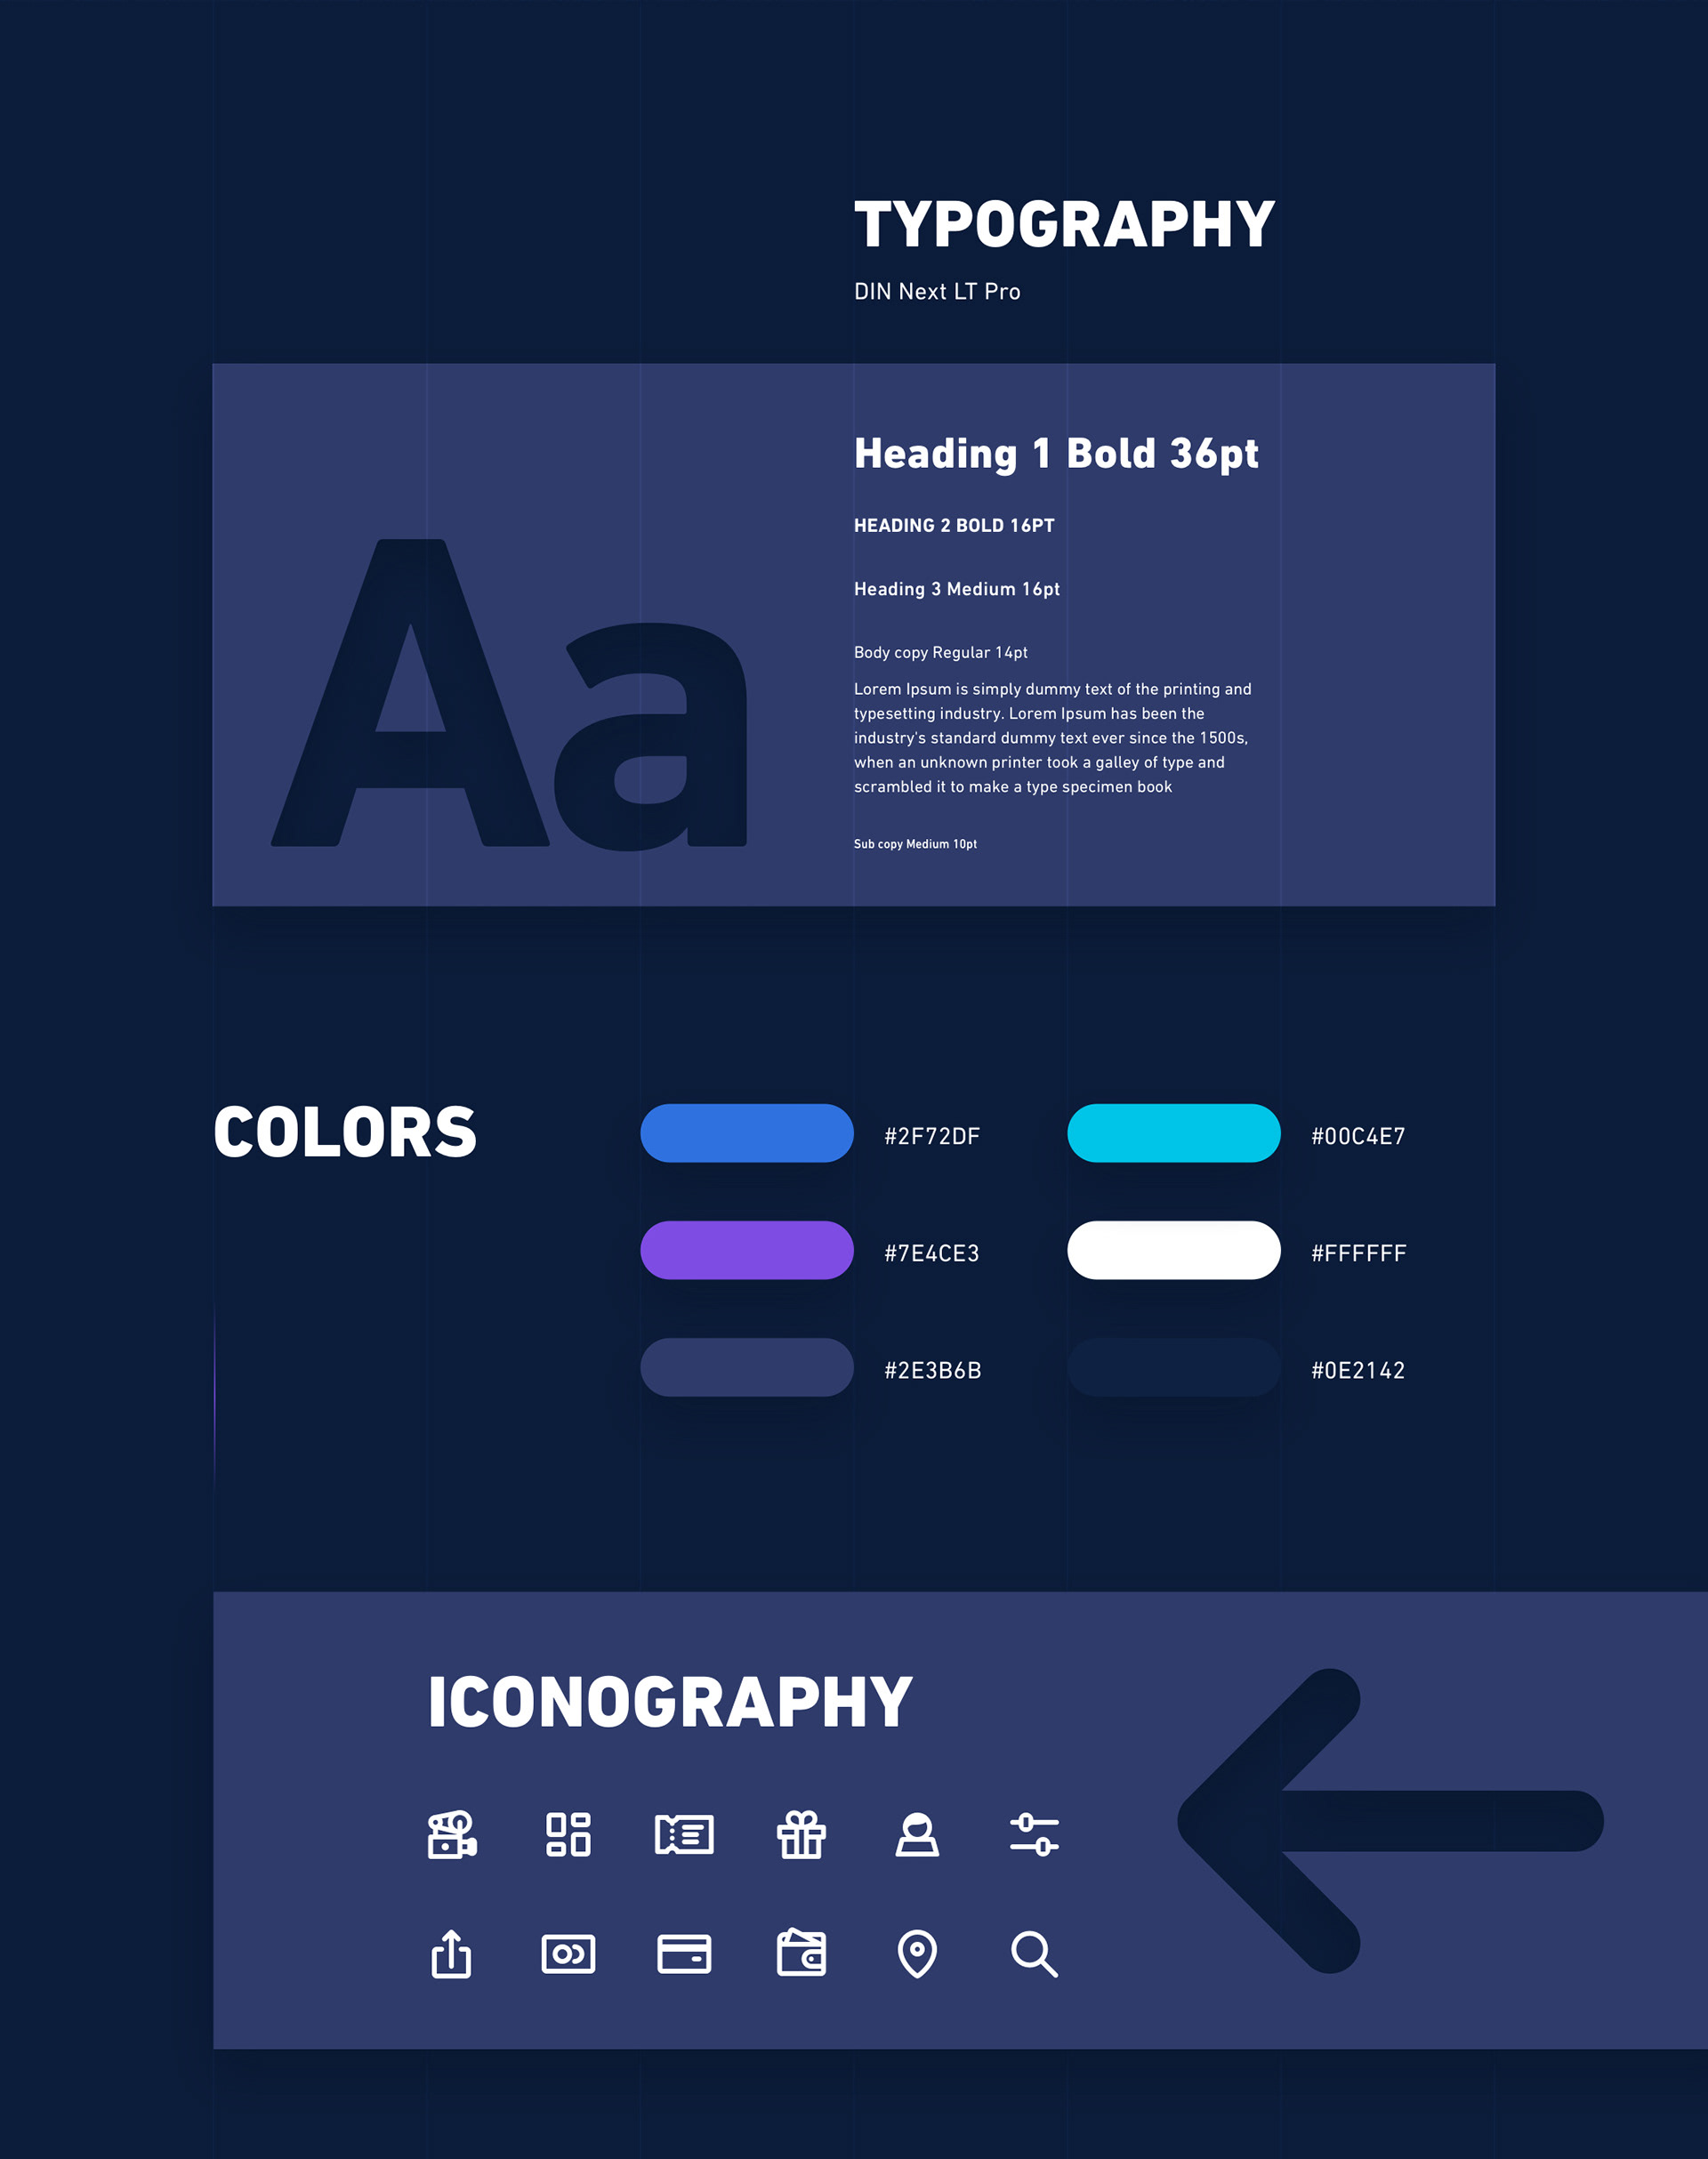 TYPOGRAPHY
DIN Next LT Pro
Aa
Heading 1 Bold 36pt
HEADING 2 BOLD 16PT
Heading 3 Medium 16pt
Body copy Regular 14pt
Lorem Ipsum is simply dummy text of the printing and
typesetting industry. Lorem Ipsum has been the
industry's standard dummy text ever since the 1500s,
when an unknown printer took a galley of type and
scrambled it to make a type specimen book
Sub copy Medium 10pt
COLORS
#2F72DF
#00C4E7
#7E4CE3
#FFFFFF
#2E3B6B
#0E2142
ICONOGRAPHY